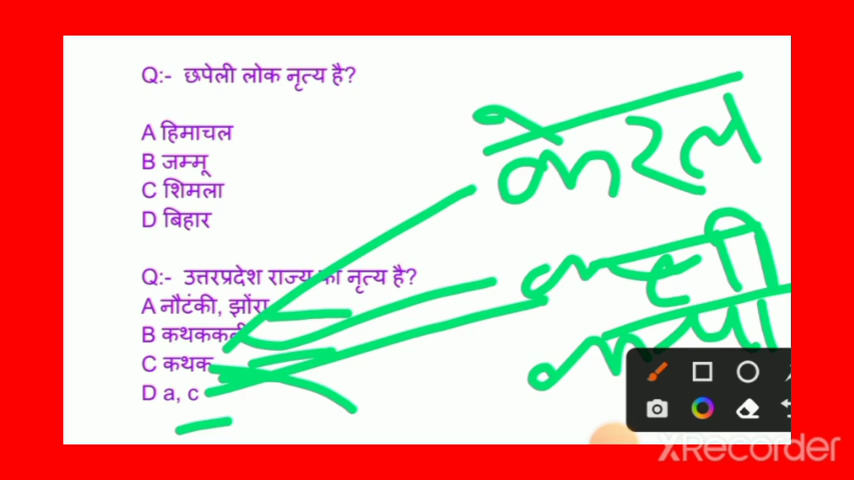 Q:- छपेली लोक नृत्य है?
A हिमाचल
B जम्मू
C शिमला
D बिहार
Q:- उत्तरप्रदेश राज्य का नृत्य है?
A नौटंकी, झोंरा
B कथककली
C कथक
D a, c
केरल
XRecorder